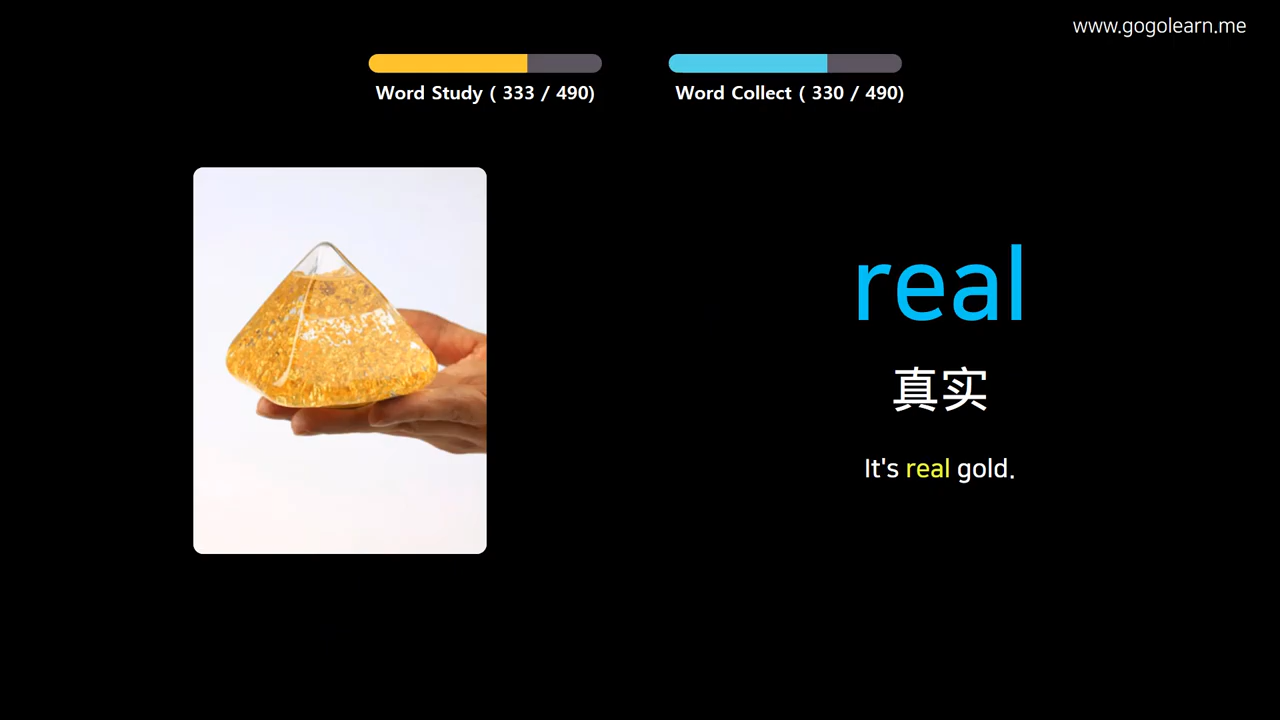 www.gogolearn.me
Word Study ( 333 / 490)
Word Collect ( 330 / 490)
real
真实
It's real gold.